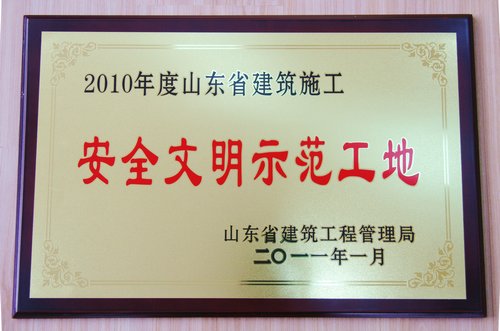 2010年度山东省建筑施工
安全文明示范工地
山东省建筑工程管理局
二〇一一年一月